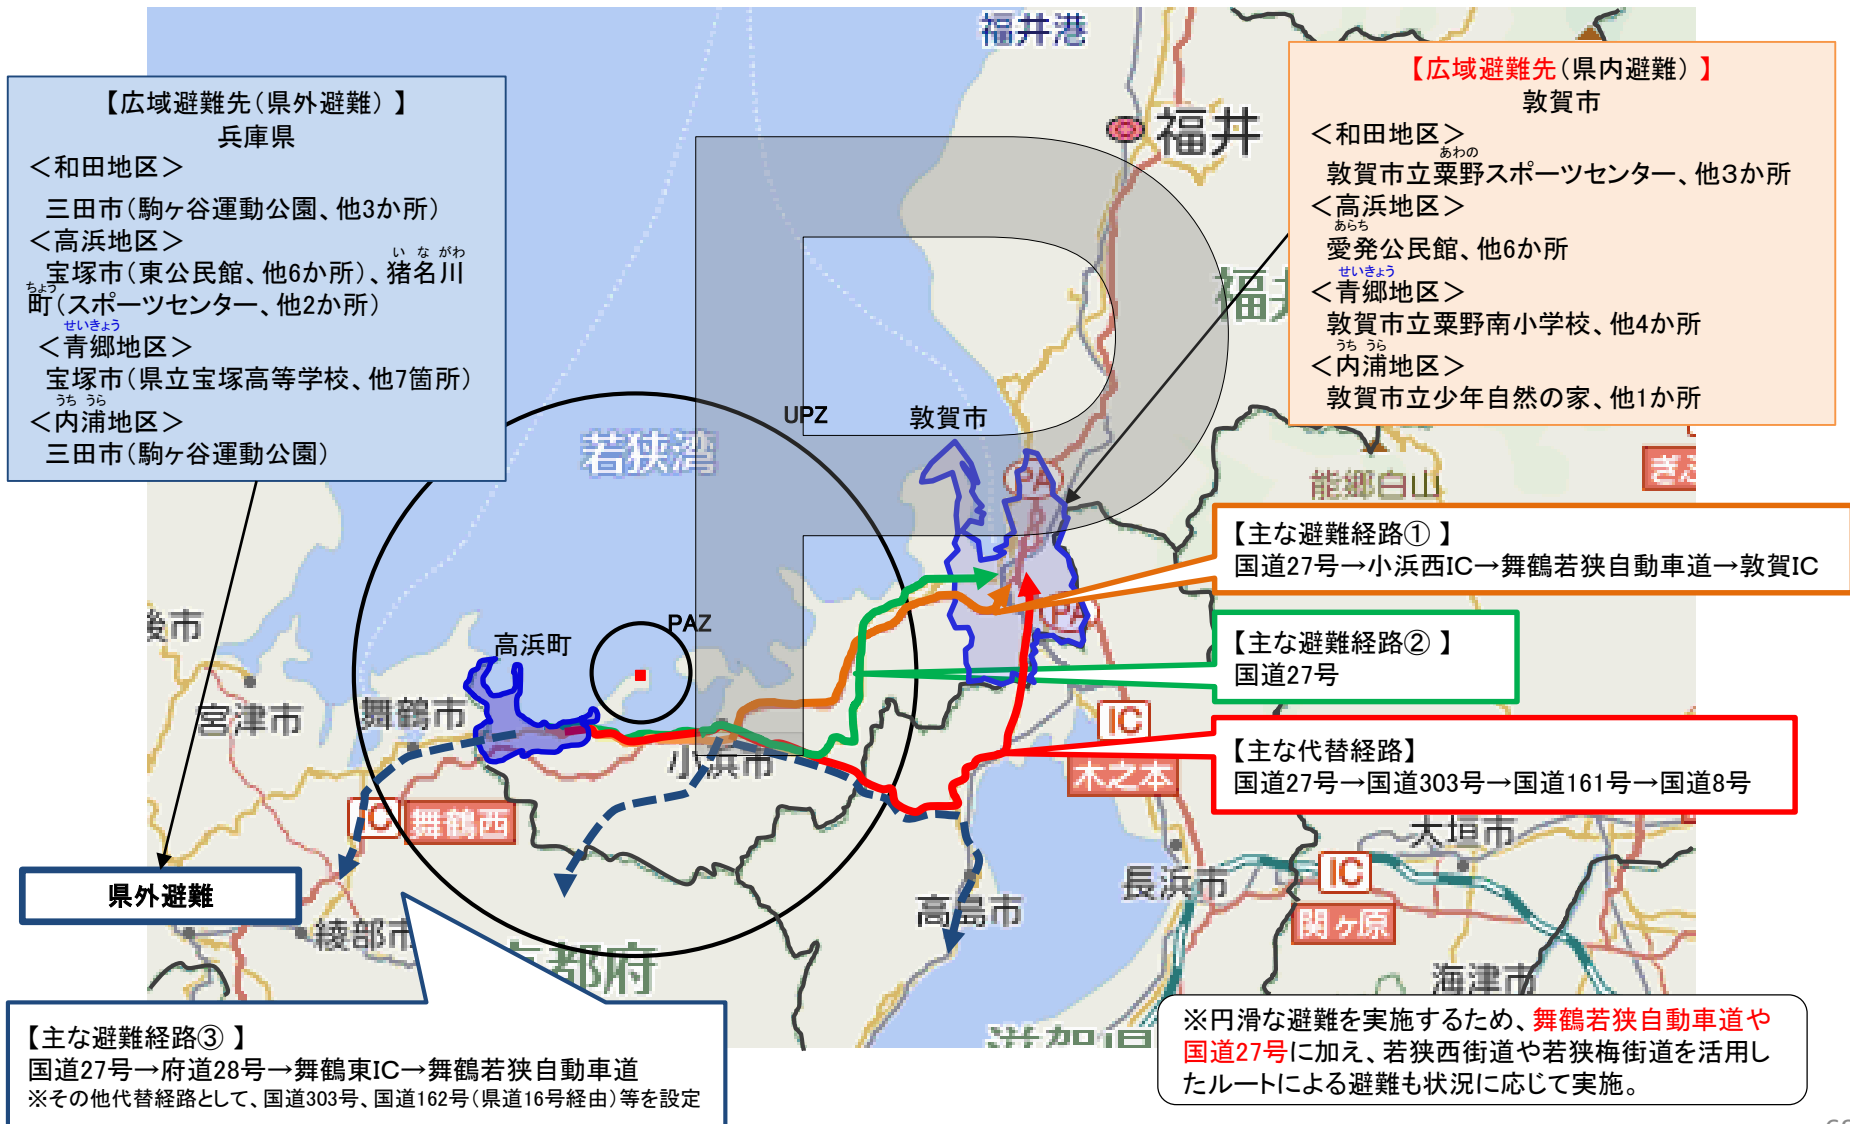 【広域避難先(県外避難) 】
兵庫県
<和田地区>
三田市(駒ヶ谷運動公園、他3か所)
<高浜地区>
い な がわ
宝塚市(東公民館、他6か所)、猪名川
ちょう
町(スポーツセンター、他2か所)
せいきょう
<青郷地区>
宝塚市(県立宝塚高等学校、他7箇所)
うち うら
<内浦地区>
三田市(駒ヶ谷運動公園)
【広域避難先(県内避難) 】
敦賀市
<和田地区>
あわの
敦賀市立粟野スポーツセンター、他3か所
<高浜地区>
あらち
愛発公民館、他6か所
せいきょう
<青郷地区>
敦賀市立粟野南小学校、他4か所
うち うら
<内浦地区>
敦賀市立少年自然の家、他1か所
福井港
福井
福井
UPZ
敦賀市
若狭湾
PA
能郷白山
【主な避難経路① 】
国道27号→小浜西IC→舞鶴若狭自動車道→敦賀IC
PAZ
PA
高浜町
【主な避難経路② 】
国道27号
後市
宮津市
舞鶴市
小浜市
IC
木之本
【主な代替経路】
国道27号→国道303号→国道161号→国道8号
IC
舞鶴西
大垣市
IC
関ヶ原
長浜市
高島市
県外避難
綾部市
京都府
海津市
滋賀県
【主な避難経路③ 】
国道27号→府道28号→舞鶴東IC→舞鶴若狭自動車道
※その他代替経路として、国道303号、国道162号(県道16号経由)等を設定
※円滑な避難を実施するため、舞鶴若狭自動車道や
国道27号に加え、若狭西街道や若狭梅街道を活用し
たルートによる避難も状況に応じて実施。